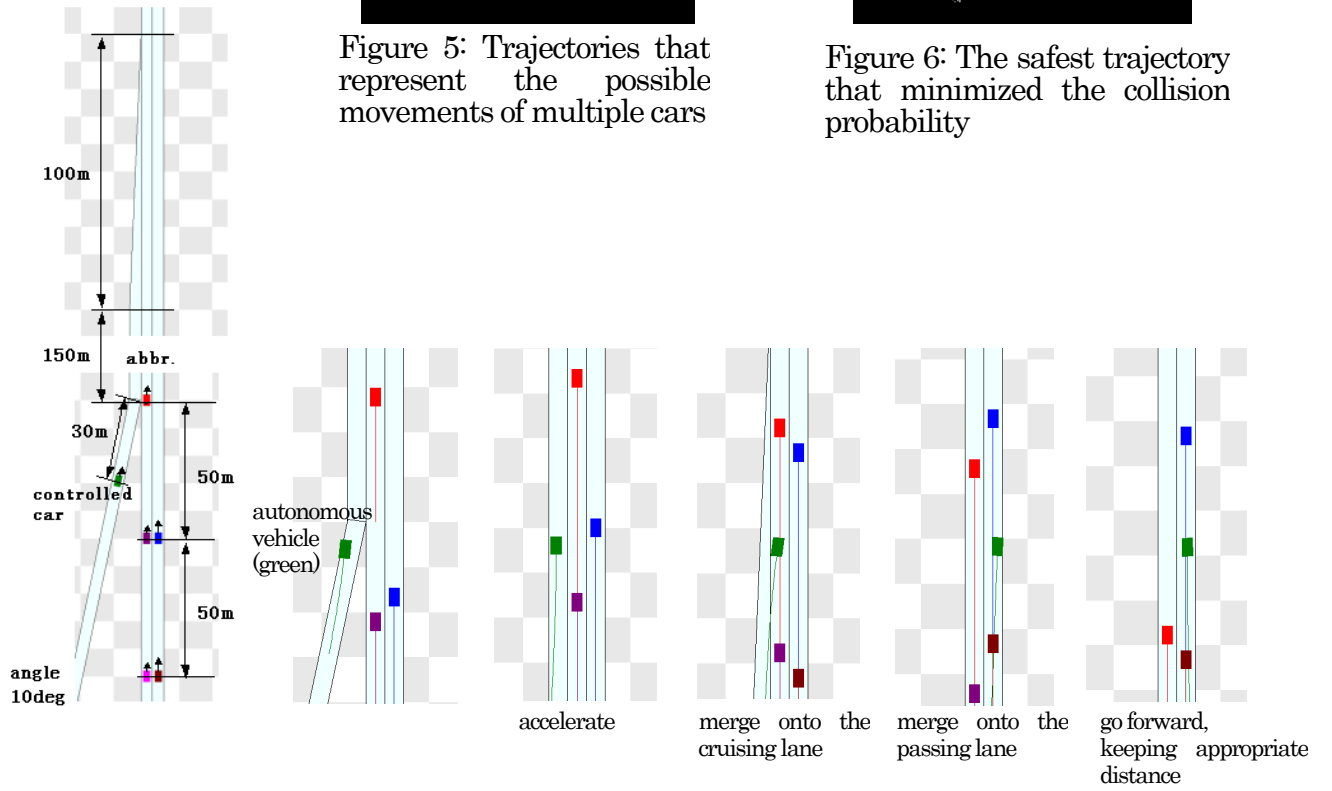 Figure 5: Trajectories that
represent the possible
movements of multiple cars
Figure 6: The safest trajectory
that minimized the collision
probability
100m
150m
abbr.
30m
controlled
car
50m
50m
angle
10deg
autonomous
vehicle
(green)
accelerate
merge onto the
cruising lane
merge onto the
passing lane
go forward,
keeping appropriate
distance